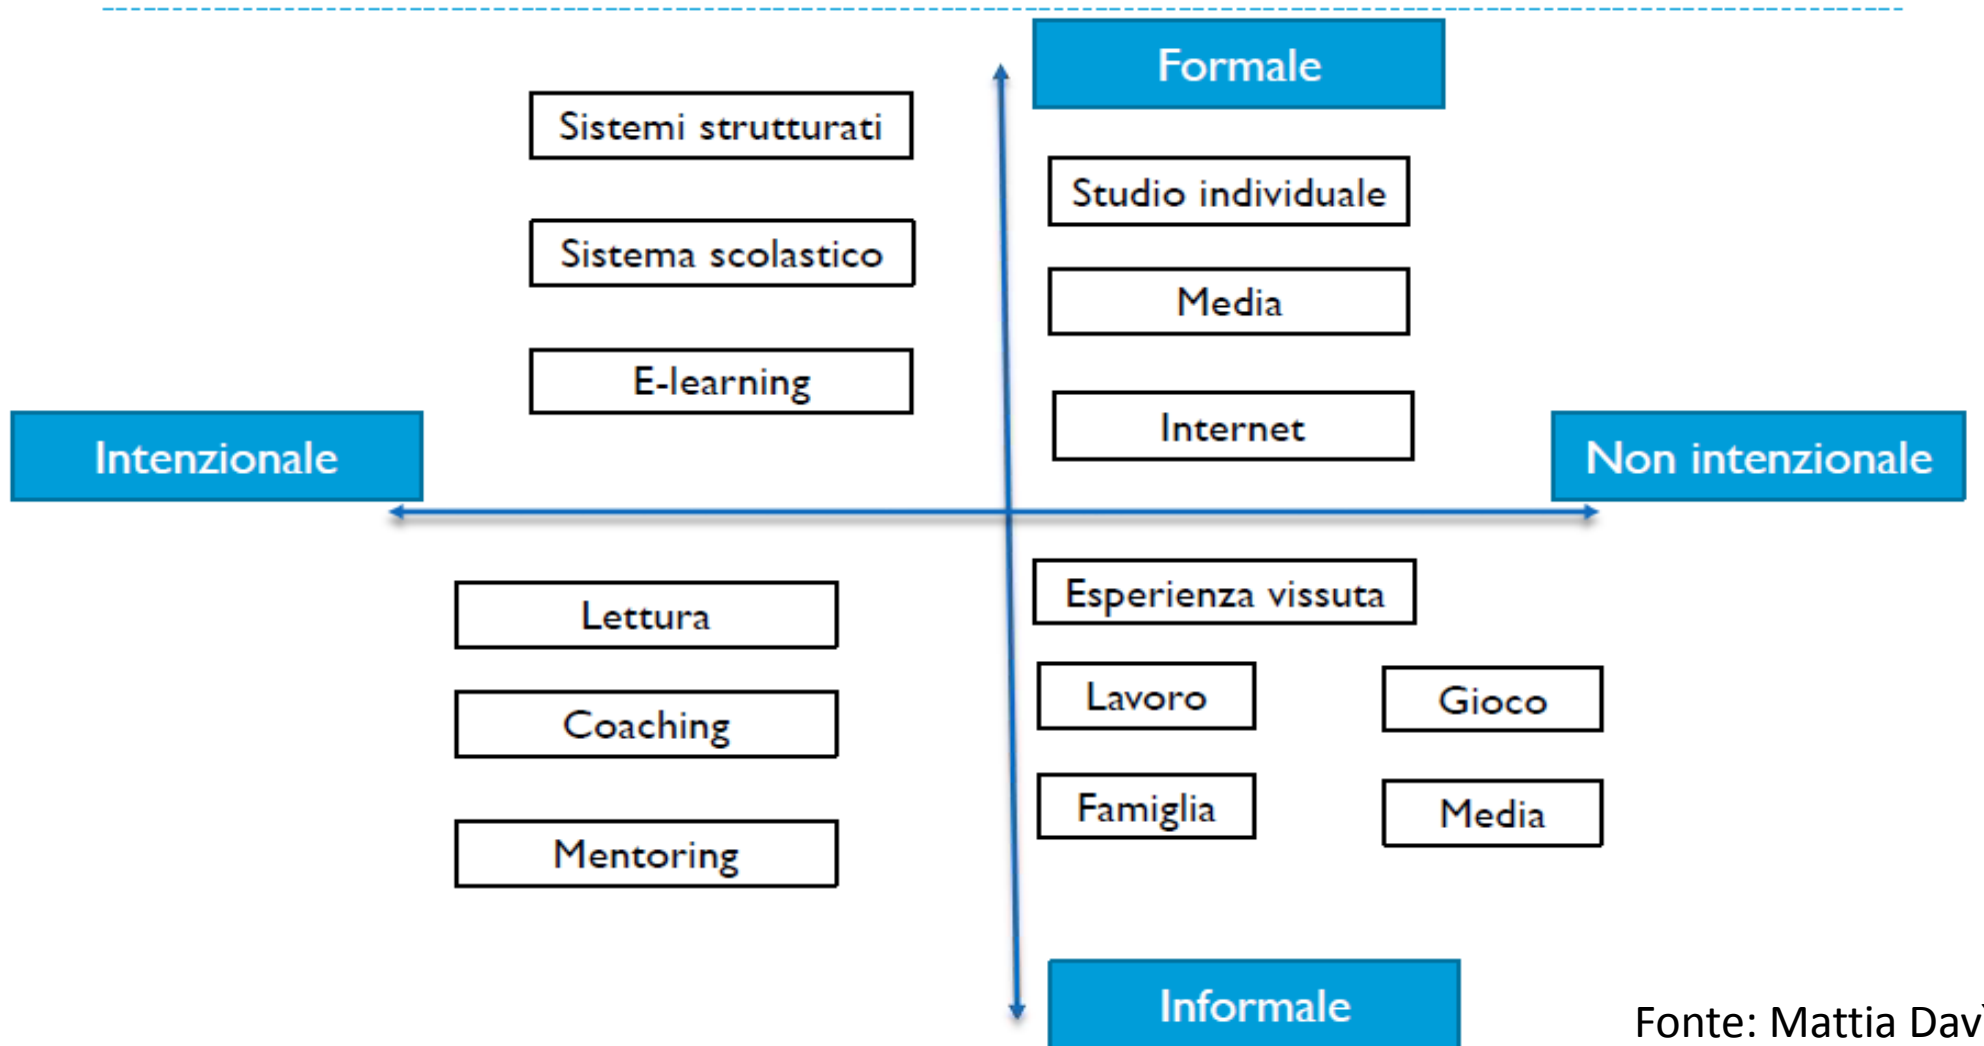 Formale
Sistemi strutturati
Studio individuale
Sistema scolastico
Media
E-learning
Internet
Intenzionale
Non intenzionale
Esperienza vissuta
Lettura
Lavoro
Gioco
Coaching
Famiglia
Media
Mentoring
Informale
Fonte: Mattia Davì